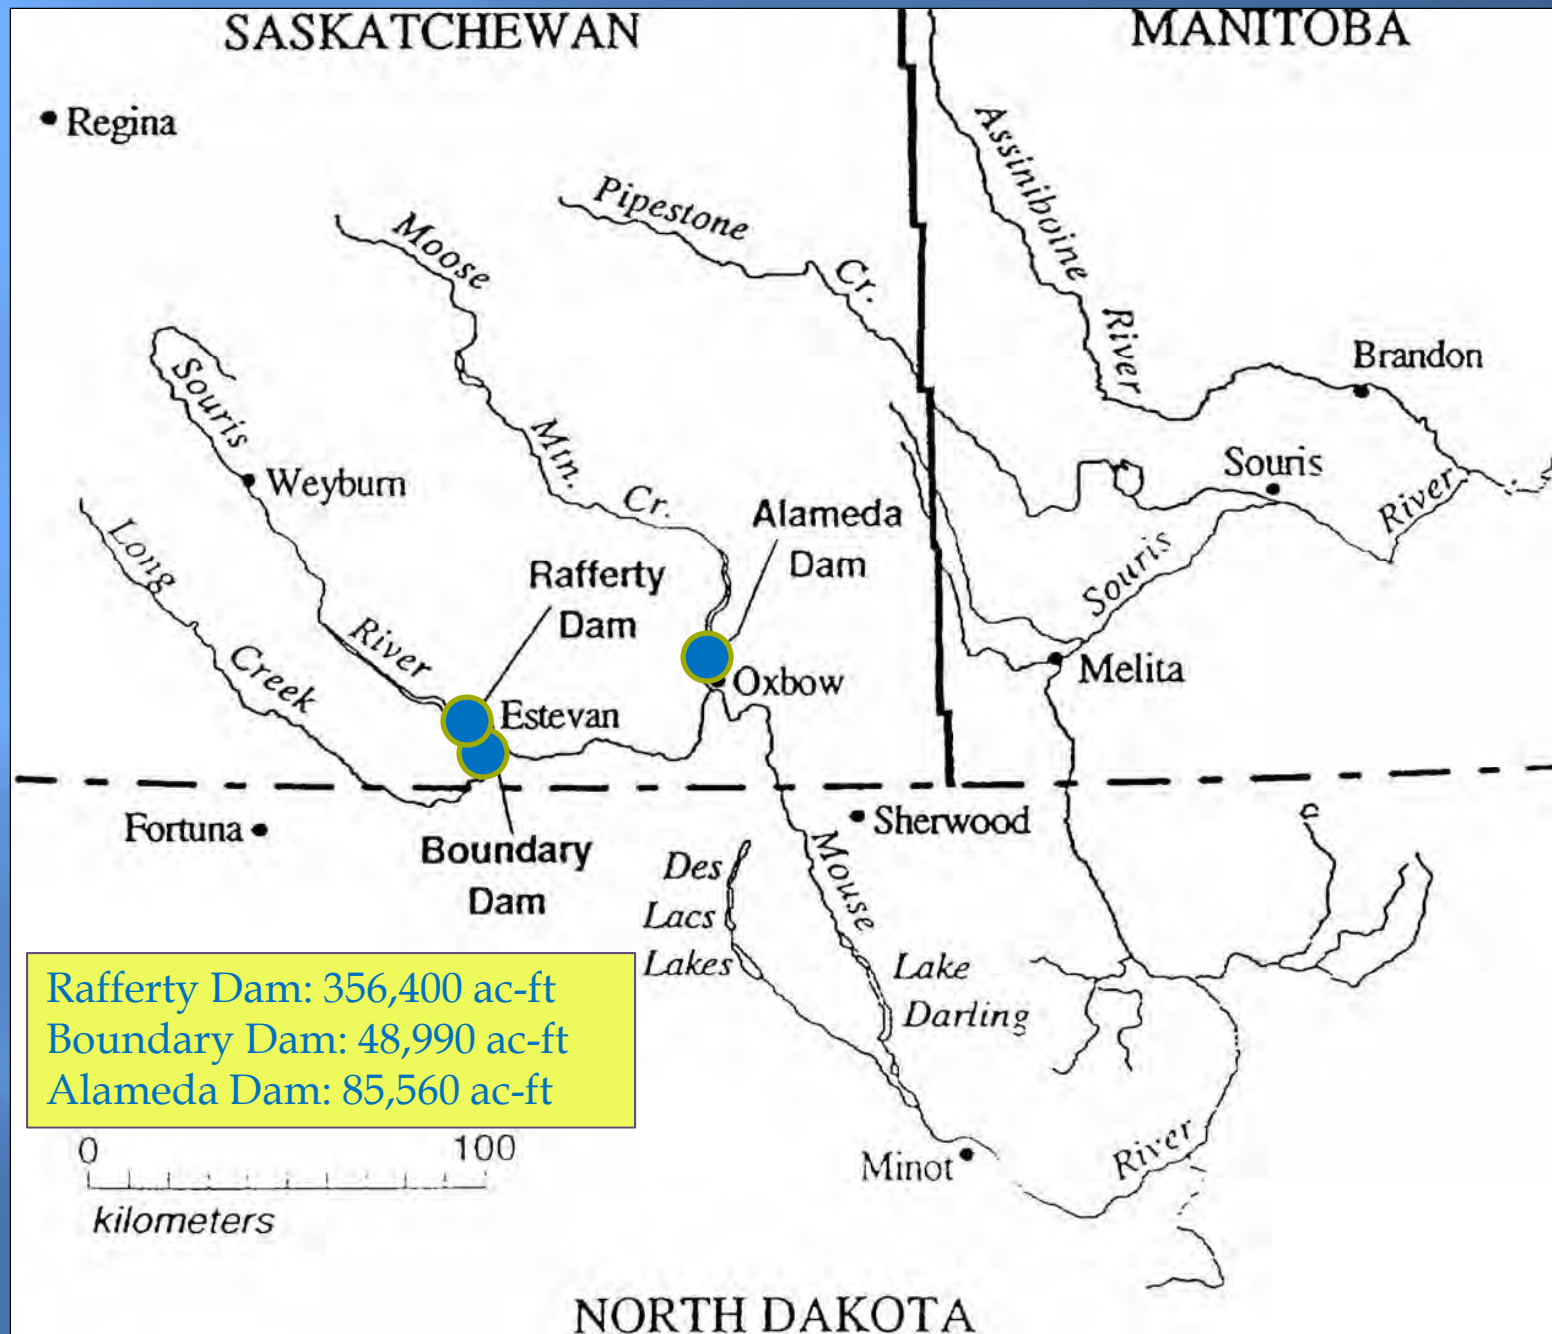 SASKATCHEWAN
MANITOBA
Regina
Assiniboine
River
Pipestone
Cr.
Moose
Mtn.
Cr.
Brandon
Souris
River
Weyburn
Souris
Souris
River
Long
Creek
Alameda
Dam
Rafferty
Dam
Oxbow
Melita
Estevan
Fortuna
Sherwood
Boundary
Dam
Des
Lacs
Lakes
Mouse
River
Lake
Darling
Rafferty Dam: 356,400 ac-ft
Boundary Dam: 48,990 ac-ft
Alameda Dam: 85,560 ac-ft
0
100
kilometers
Minot
NORTH DAKOTA